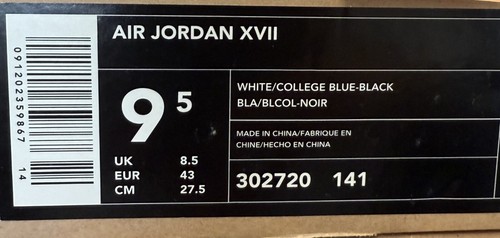 AIR JORDAN XVII
091202359867
14
9 5
UK 8.5
EUR 43
CM 27.5
WHITE/COLLEGE BLUE-BLACK
BLA/BLCOL-NOIR
MADE IN CHINA/FABRIQUE EN
CHINE/HECHO EN CHINA
302720 141